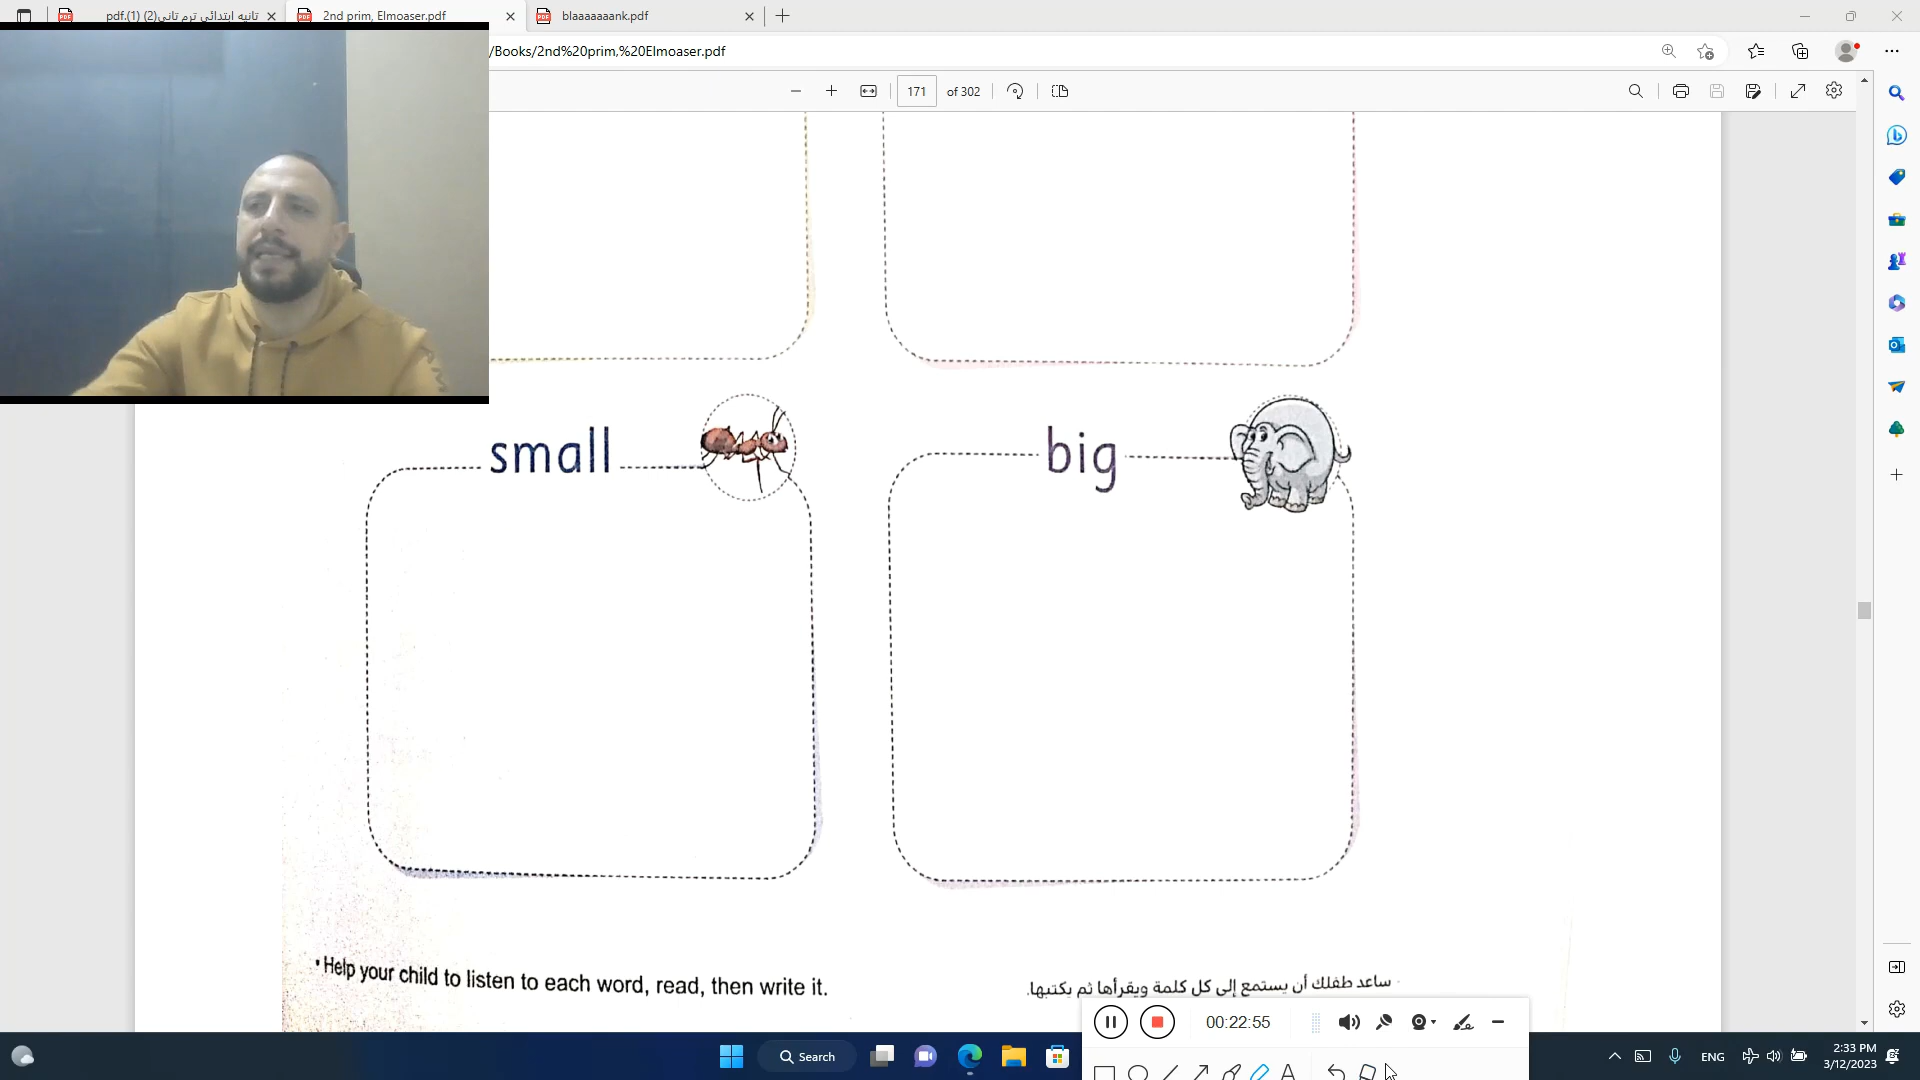 تانيه ابتدائي ترم تاني(2) (1).pdf
2nd prim, Elmoaser.pdf
blaaaaaaank.pdf
/Books/2nd%20prim,%20Elmoaser.pdf
171 of 302
small
big
• Help your child to listen to each word, read, then write it.
ساعد طفلك أن يستمع إلى كل كلمة ويقرأها ثم يكتبها.
00:22:55
Search
ENG
2:33 PM
3/12/2023